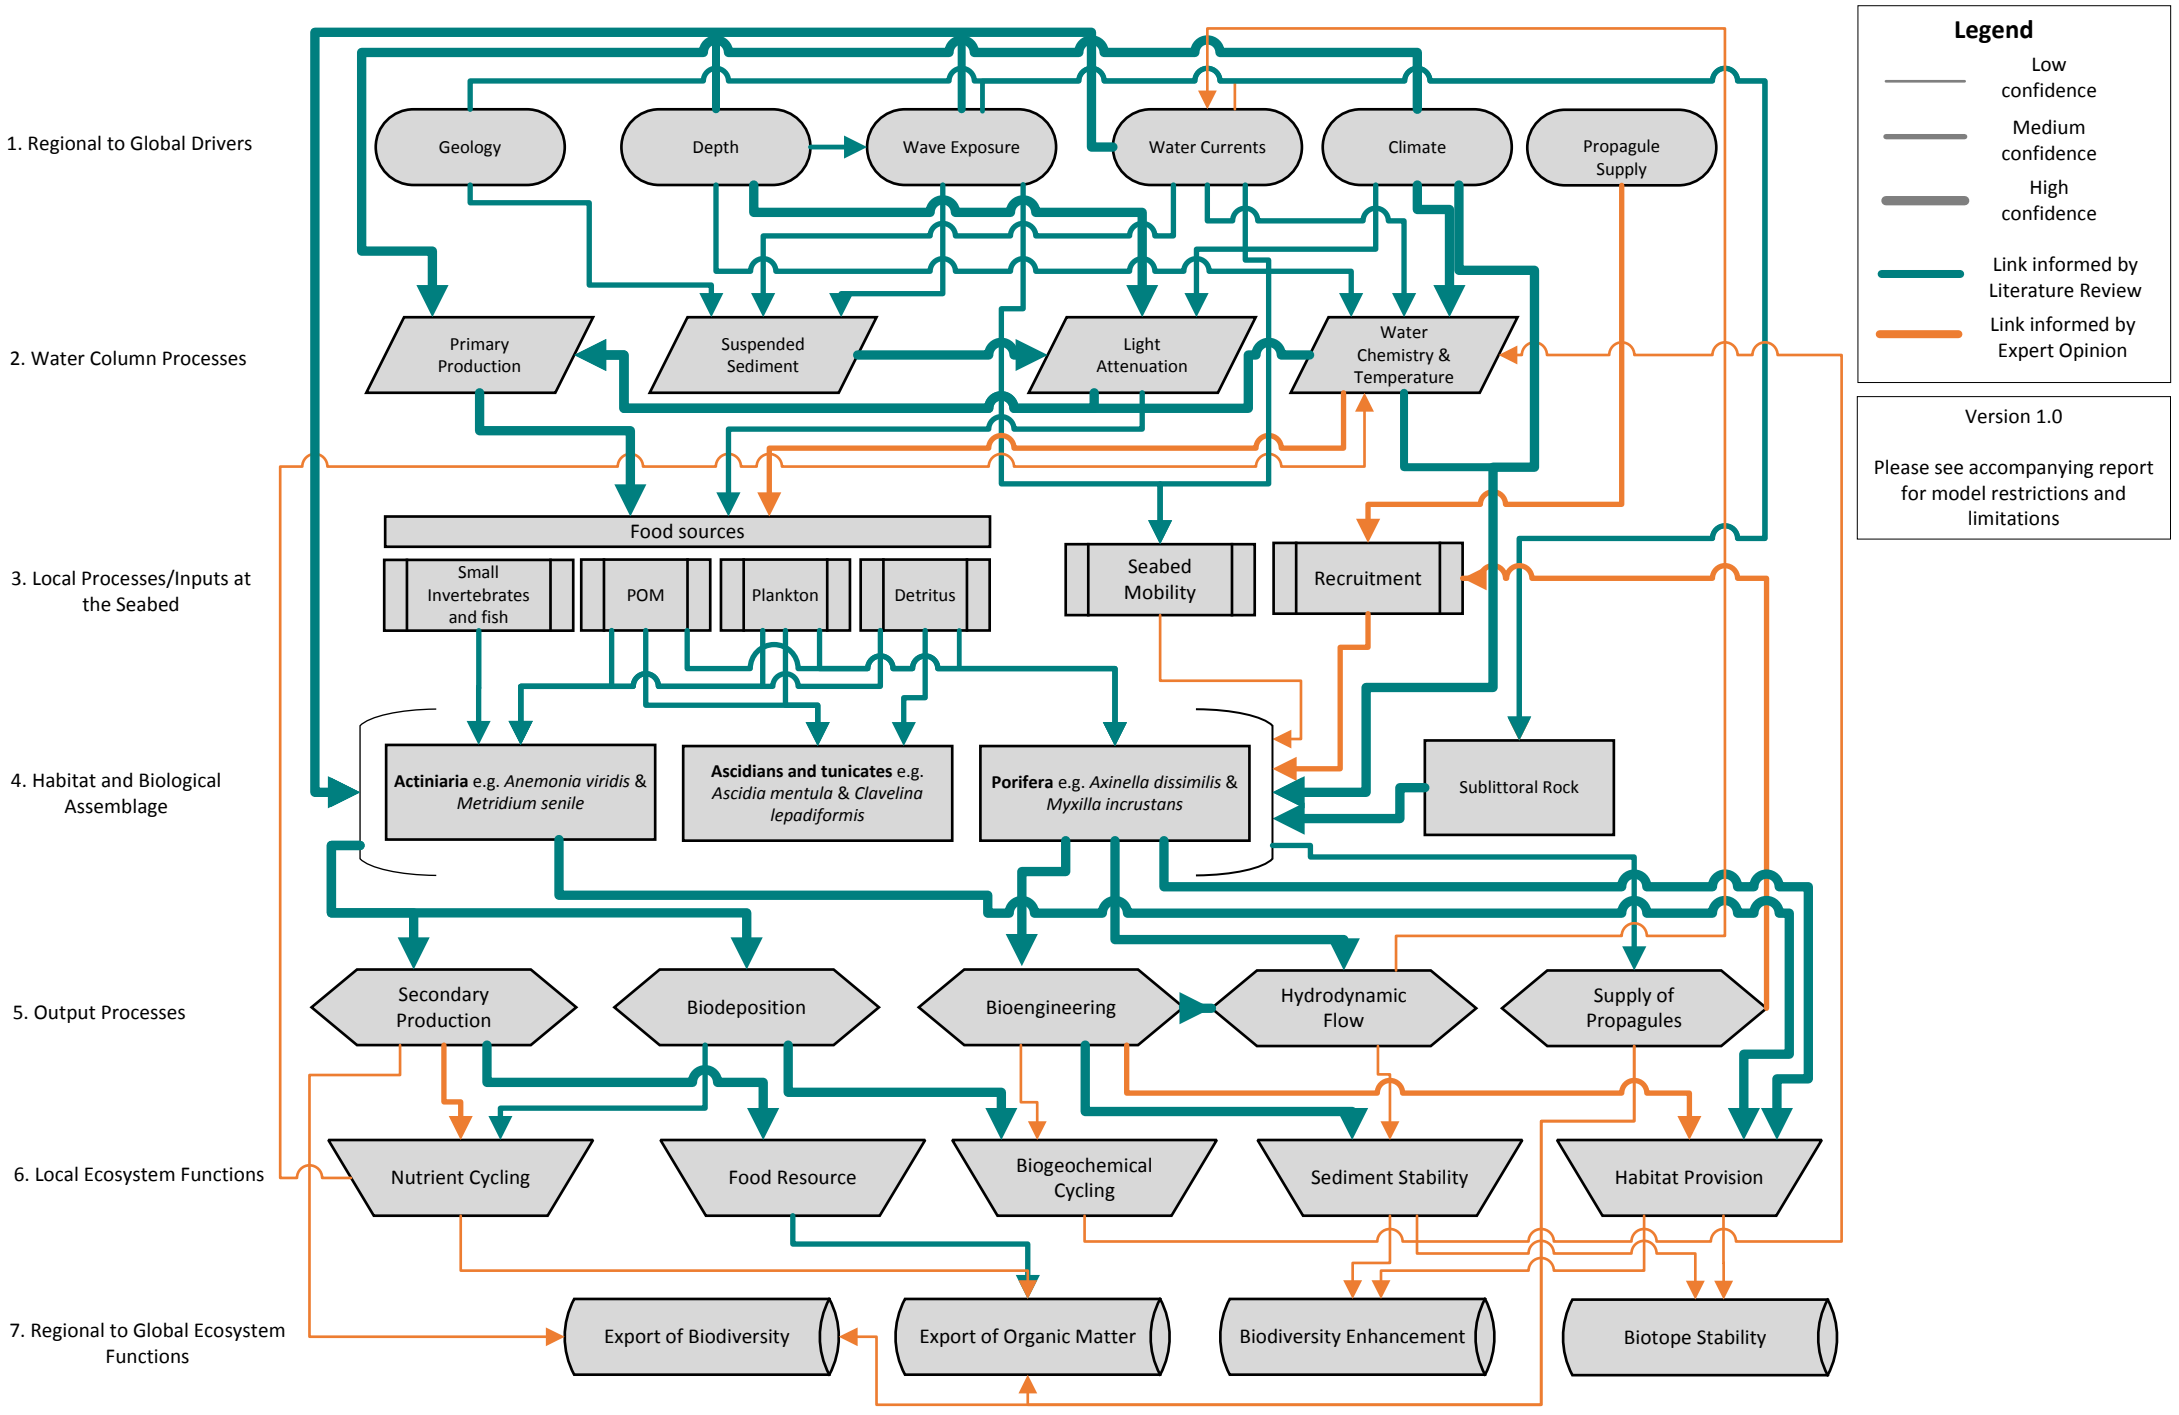 Legend
Low
confidence
Medium
confidence
High
confidence
Link informed by
Literature Review
Link informed by
Expert Opinion
Version 1.0
Please see accompanying report
for model restrictions and
limitations
1. Regional to Global Drivers
Geology
Depth
Wave Exposure
Water Currents
Climate
Propagule
Supply
2. Water Column Processes
Primary
Production
Suspended
Sediment
Light
Attenuation
Water
Chemistry &
Temperature
3. Local Processes/Inputs at
the Seabed
Food sources
Small
Invertebrates
and fish
POM
Plankton
Detritus
Seabed
Mobility
Recruitment
4. Habitat and Biological
Assemblage
Actiniaria e.g. Anemonia viridis &
Metridium senile
Ascidians and tunicates e.g.
Ascidia mentula & Clavelina
lepadiformis
Porifera e.g. Axinella dissimilis &
Myxilla incrustans
Sublittoral Rock
5. Output Processes
Secondary
Production
Biodeposition
Bioengineering
Hydrodynamic
Flow
Supply of
Propagules
6. Local Ecosystem Functions
Nutrient Cycling
Food Resource
Biogeochemical
Cycling
Sediment Stability
Habitat Provision
7. Regional to Global Ecosystem
Functions
Export of Biodiversity
Export of Organic Matter
Biodiversity Enhancement
Biotope Stability